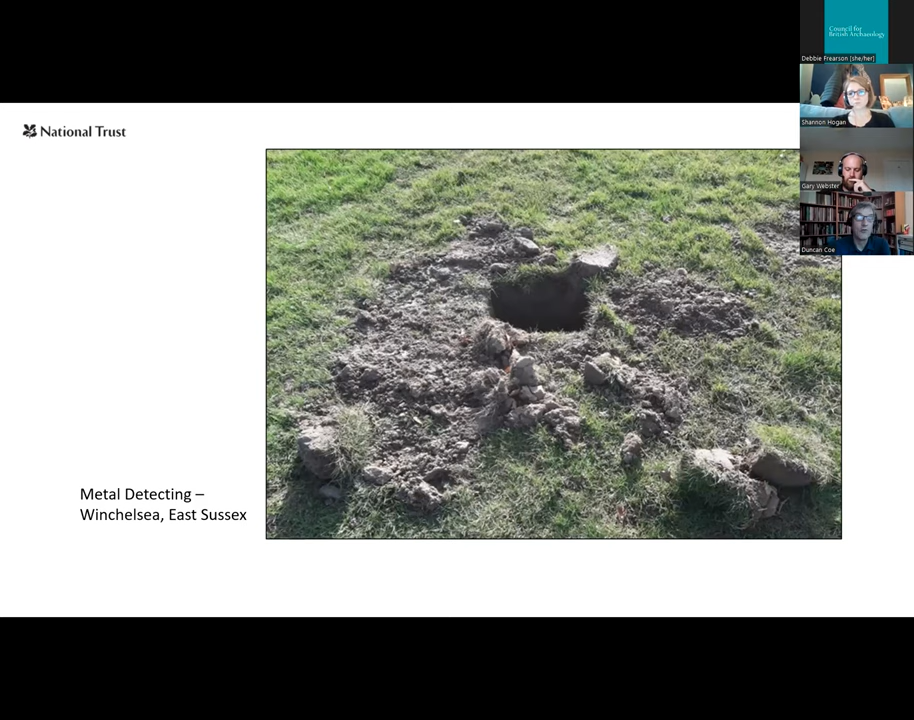 Council for
British Archaeology
Debbie Frearson (she/her)
Shannon Hogan
Gary Webster
Duncan Coe
National Trust
Metal Detecting –
Winchelsea, East Sussex